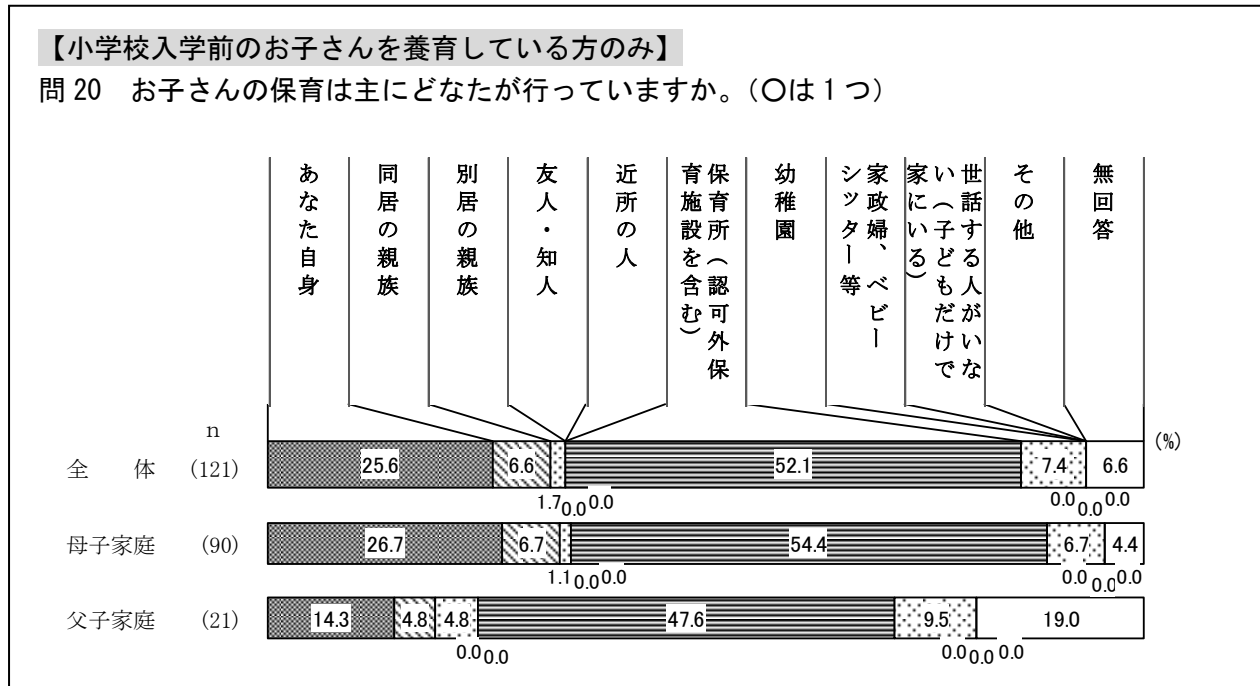 【小学校入学前のお子さんを養育している方のみ】
問20　お子さんの保育は主にどなたが行っていますか。（○は1つ）
あなた自身
同居の親族
別居の親族
友人・知人
近所の人
保育所（認可外保
育施設を含む）
幼稚園
家政婦、ベビー
シッター等
世話する人がいな
い（子どもだけで
家にいる）
その他
無回答
n
(%)
全　体 (121) 25.6 6.6 52.1 7.4 6.6
1.7 0.0 0.0 0.0 0.0 0.0
母子家庭 (90) 26.7 6.7 54.4 6.7 4.4
1.1 0.0 0.0 0.0 0.0 0.0
父子家庭 (21) 14.3 4.8 4.8 47.6 9.5 19.0
0.0 0.0 0.0 0.0 0.0